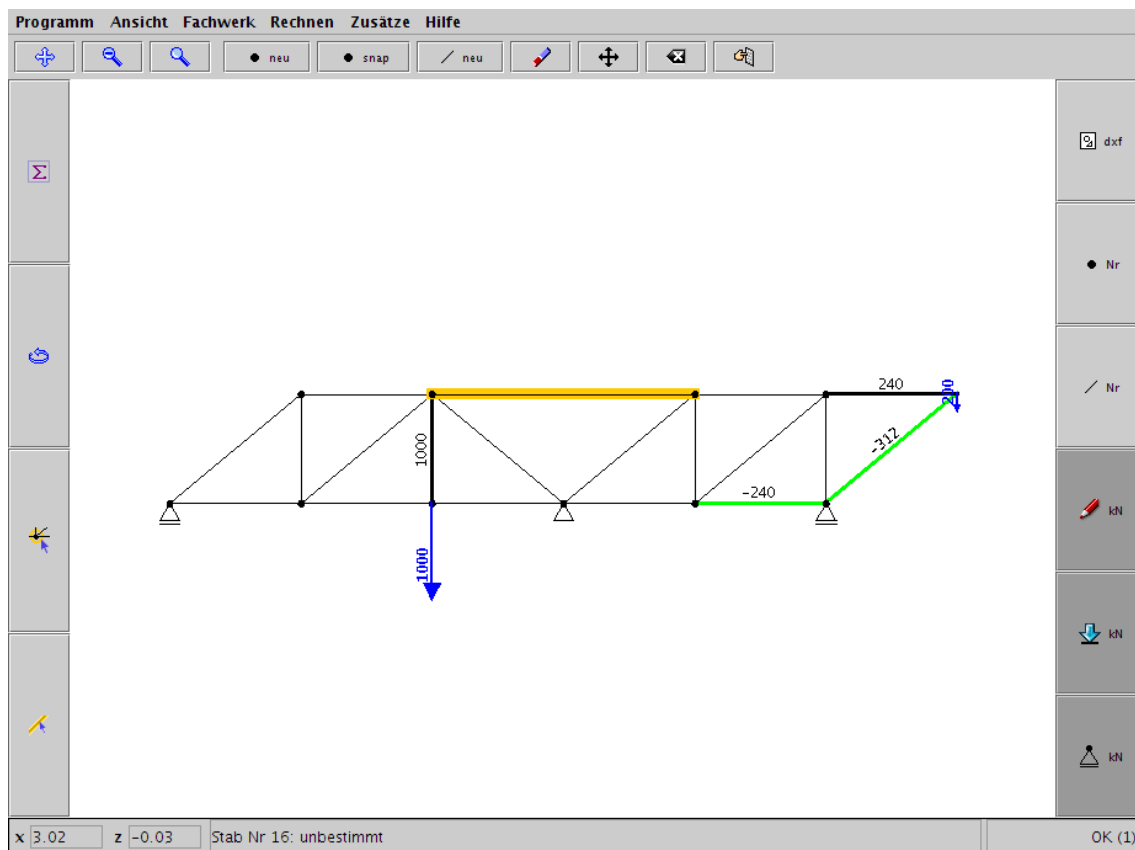 Programm Ansicht Fachwerk Rechnen Zusätze Hilfe
neu snap neu
dxf
Nr
Nr
kN
kN
kN
240
200
-312
1000
-240
1000
x 3.02 z -0.03 Stab Nr 16: unbestimmt OK (1)